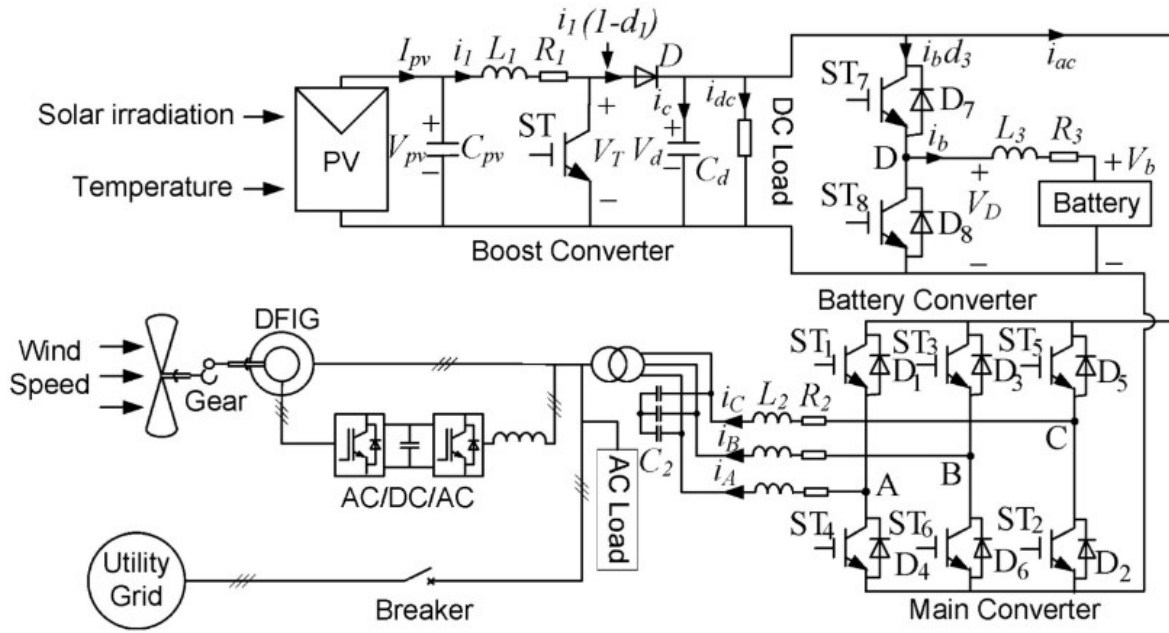 i1(1-d1)
Ipv i1 L1 R1 D
ibd3 iac
ST7 D7
Solar irradiation
PV
Vpv + − Cpv
ST
+ VT −
ic + Vd − Cd
idc
DC Load
ib L3 R3
D
+ VD −
+Vb
Battery
−
Temperature
ST8 D8
Boost Converter
Battery Converter
DFIG
Wind
Speed
Gear
AC/DC/AC
ST1 D1 ST3 D3 ST5 D5
iC L2 R2
C
iB
B
iA
A
C2
AC Load
ST4 D4 ST6 D6 ST2 D2
Utility
Grid
Breaker
Main Converter